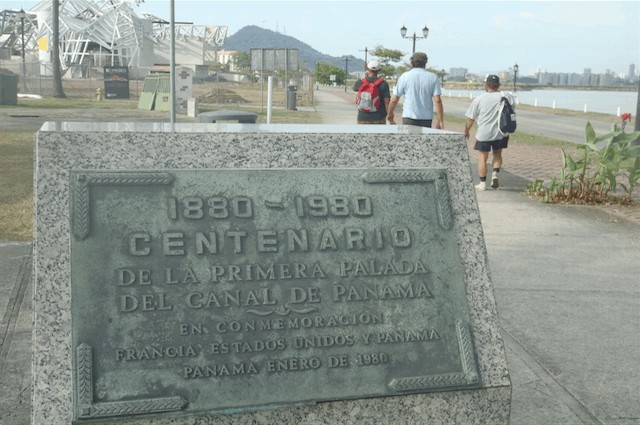 1880 - 1980
CENTENARIO
DE LA PRIMERA PALADA
DEL CANAL DE PANAMA
EN CONMEMORACIÓN
FRANCIA, ESTADOS UNIDOS Y PANAMA
PANAMA ENERO DE 1980